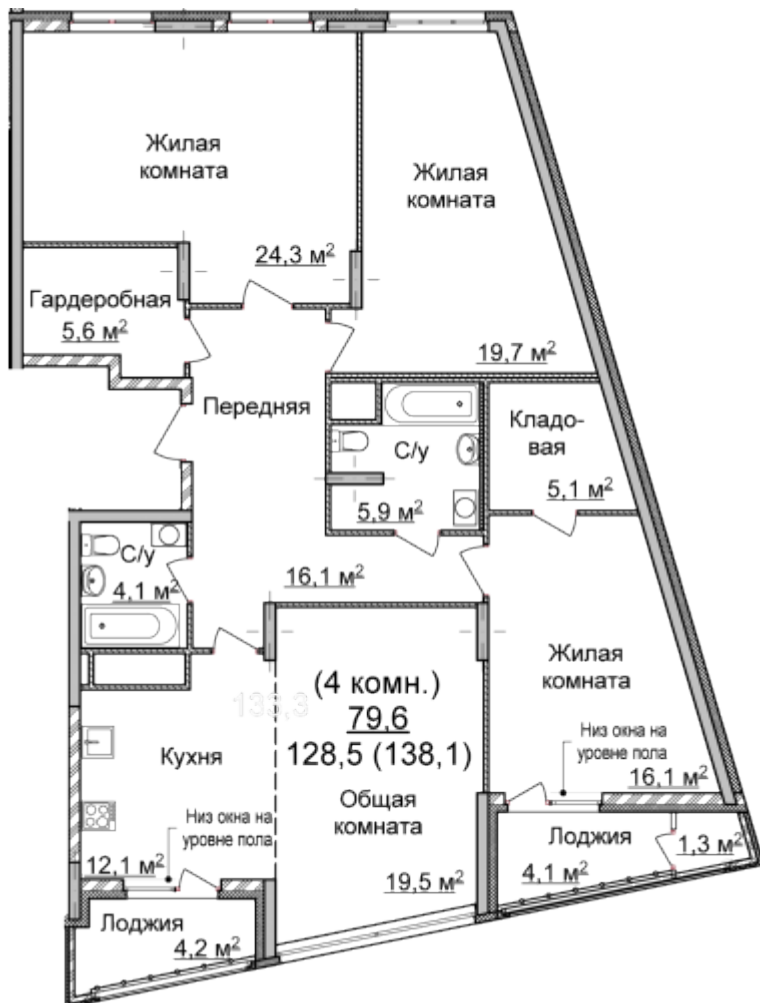 Жилая
комната
24,3 м²
Жилая
комната
19,7 м²
Гардеробная
5,6 м²
Передняя
16,1 м²
С/у
5,9 м²
Кладо-
вая
5,1 м²
С/у
4,1 м²
(4 комн.)
79,6
128,5 (138,1)
133,3
Кухня
12,1 м²
Низ окна на
уровне пола
Общая
комната
19,5 м²
Жилая
комната
16,1 м²
Низ окна на
уровне пола
Лоджия
4,1 м²
1,3 м²
Лоджия
4,2 м²